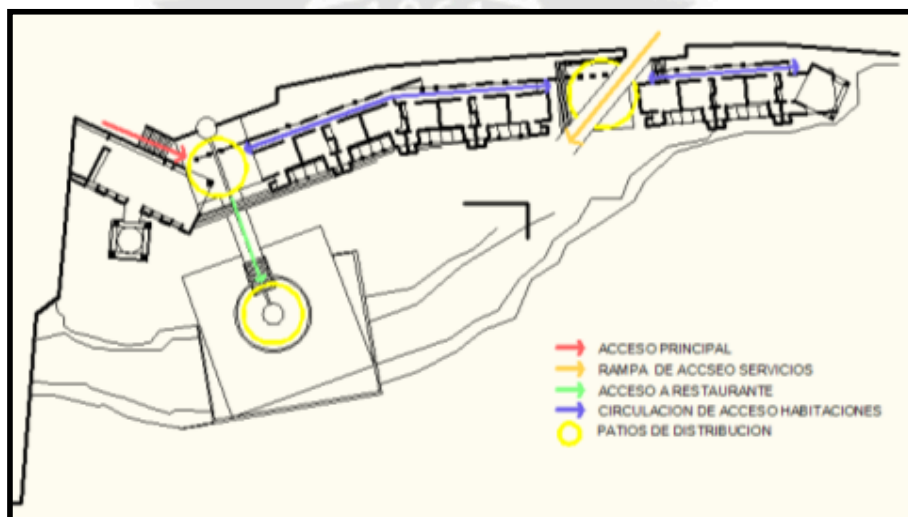 ACCESO PRINCIPAL
RAMPA DE ACCSEO SERVICIOS
ACCESO A RESTAURANTE
CIRCULACION DE ACCESO HABITACIONES
PATIOS DE DISTRIBUCION